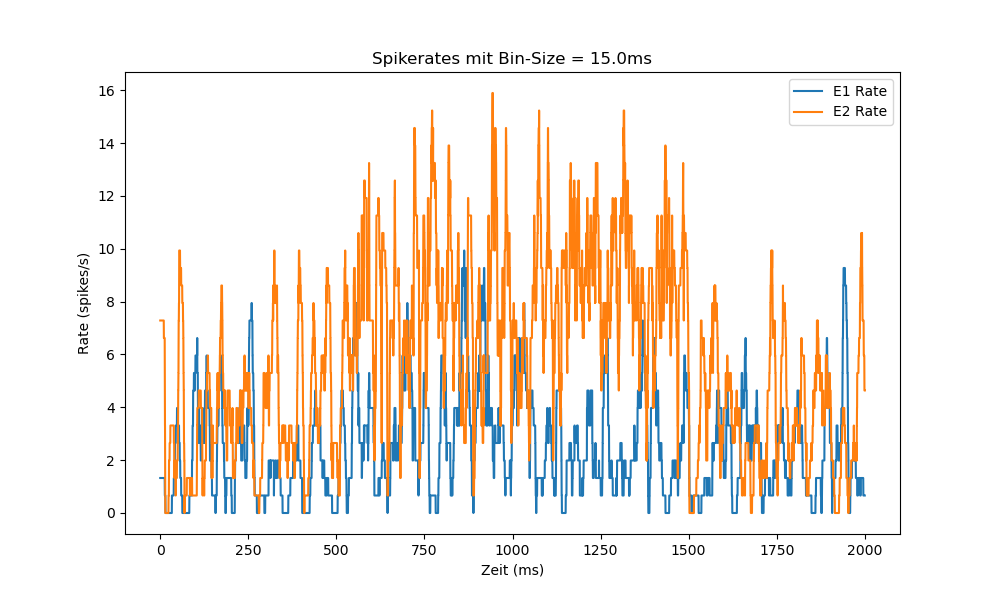 Spikerates mit Bin-Size = 15.0ms
E1 Rate
E2 Rate
16
14
12
10
8
6
4
2
0
Rate (spikes/s)
0 250 500 750 1000 1250 1500 1750 2000
Zeit (ms)